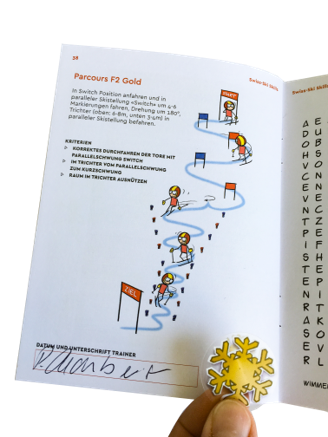 38
Swiss Ski Skills
Parcours F2 Gold
In Switch Position anfahren und in
paralleler Skistellung «Switch» um 4-6
Markierungen fahren, Drehung um 180°,
Trichter (oben: 6-8m, unten 3-4m) in
paralleler Skistellung befahren.
START
KRITERIEN
KORREKTES DURCHFAHREN DER TORE MIT
PARALLELSCHWUNG SWITCH
IM TRICHTER VOM PARALLELSCHWUNG
ZUM KURZSCHWUNG
RAUM IM TRICHTER AUSNÜTZEN
ZIEL
DATUM UND UNTERSCHRIFT TRAINER
Swiss Ski Skills
A E
D U
O B
H S
V O
C N
E N
V E
N C
T Z
P E
I F
S H
T E
E P
N I
R T
A K
S O
E V
R L
WIMME